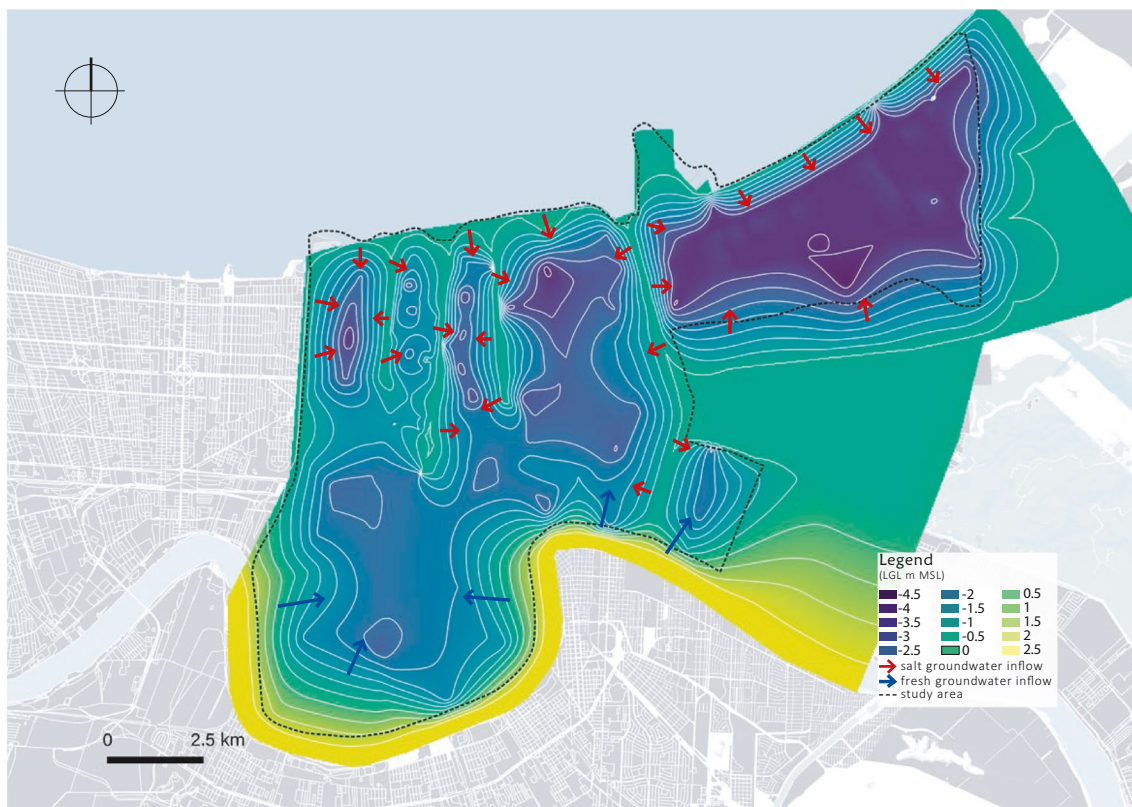 0 2.5 km
Legend
(LGL m MSL)
-4.5 -2 0.5
-4 -1.5 1
-3.5 -1 1.5
-3 -0.5 2
-2.5 0 2.5
salt groundwater inflow
fresh groundwater inflow
study area